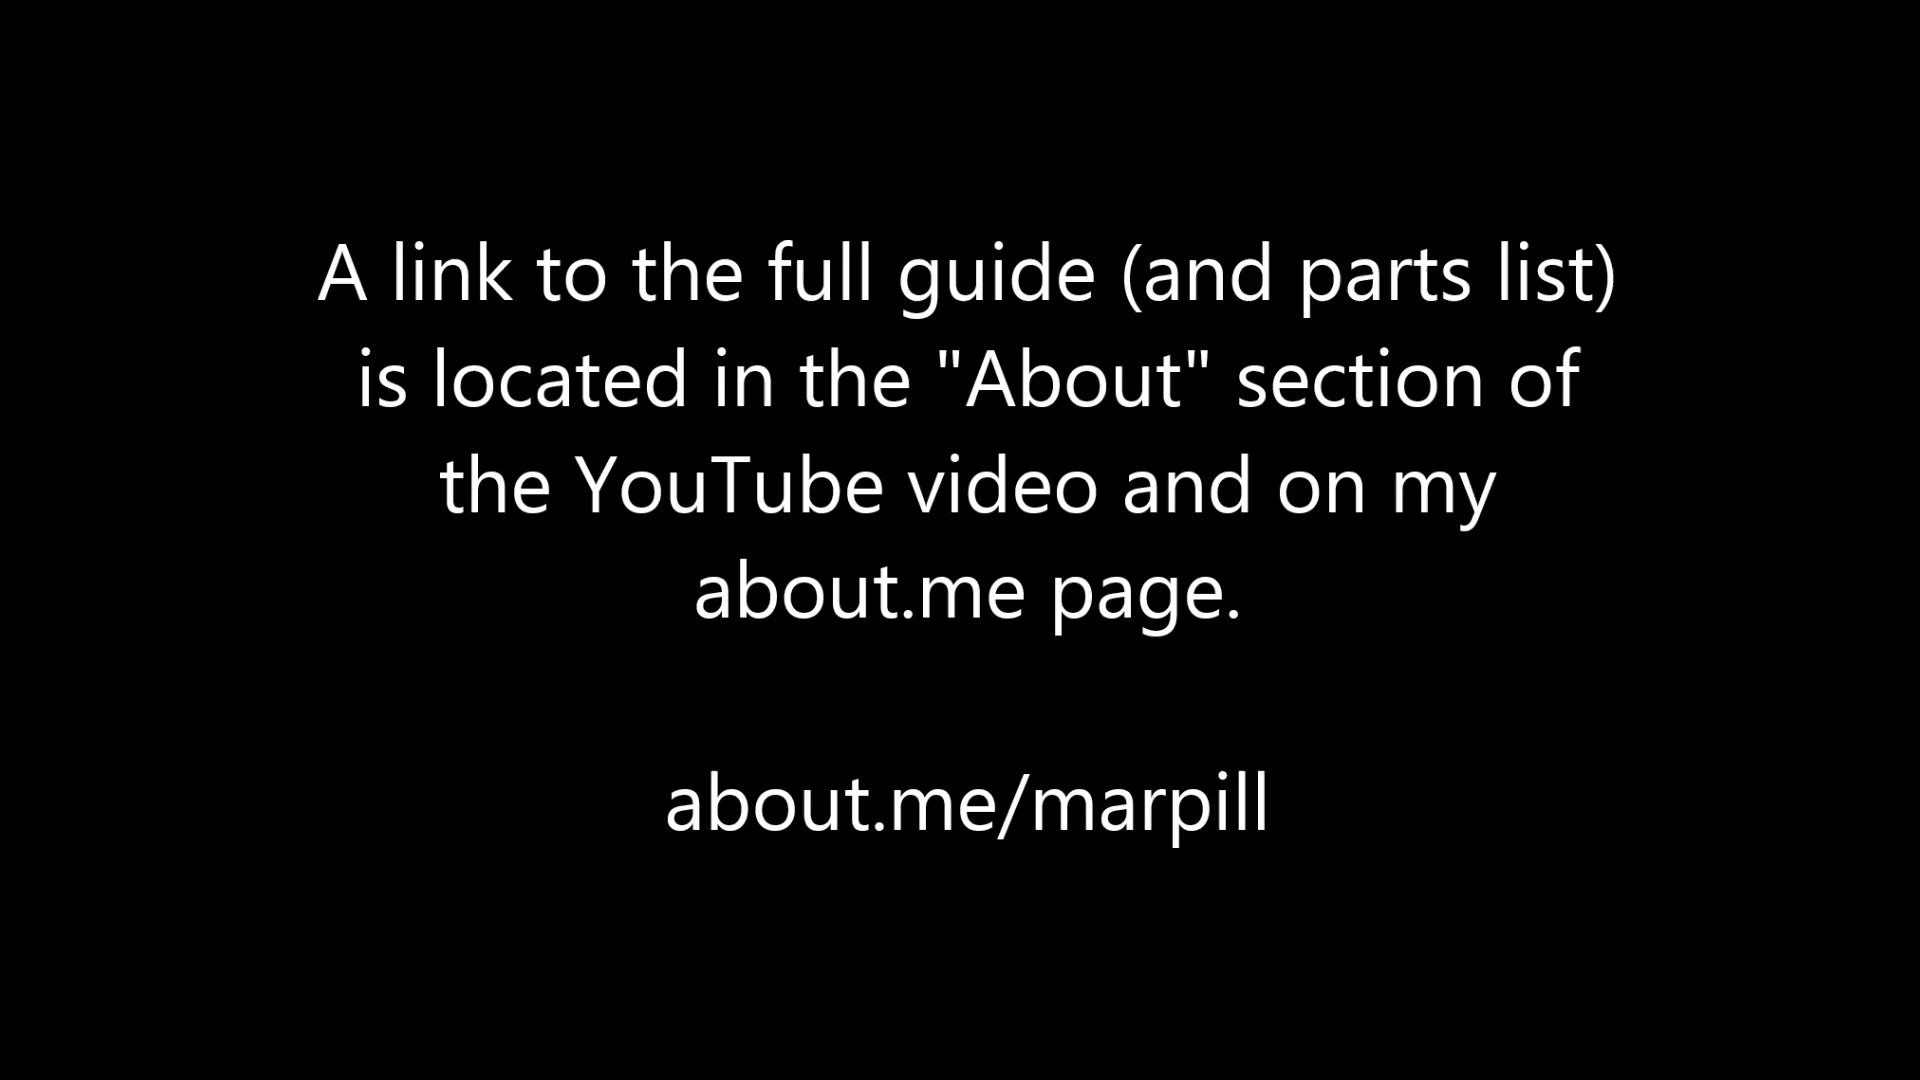 A link to the full guide (and parts list)
is located in the "About" section of
the YouTube video and on my
about.me page.
about.me/marpill